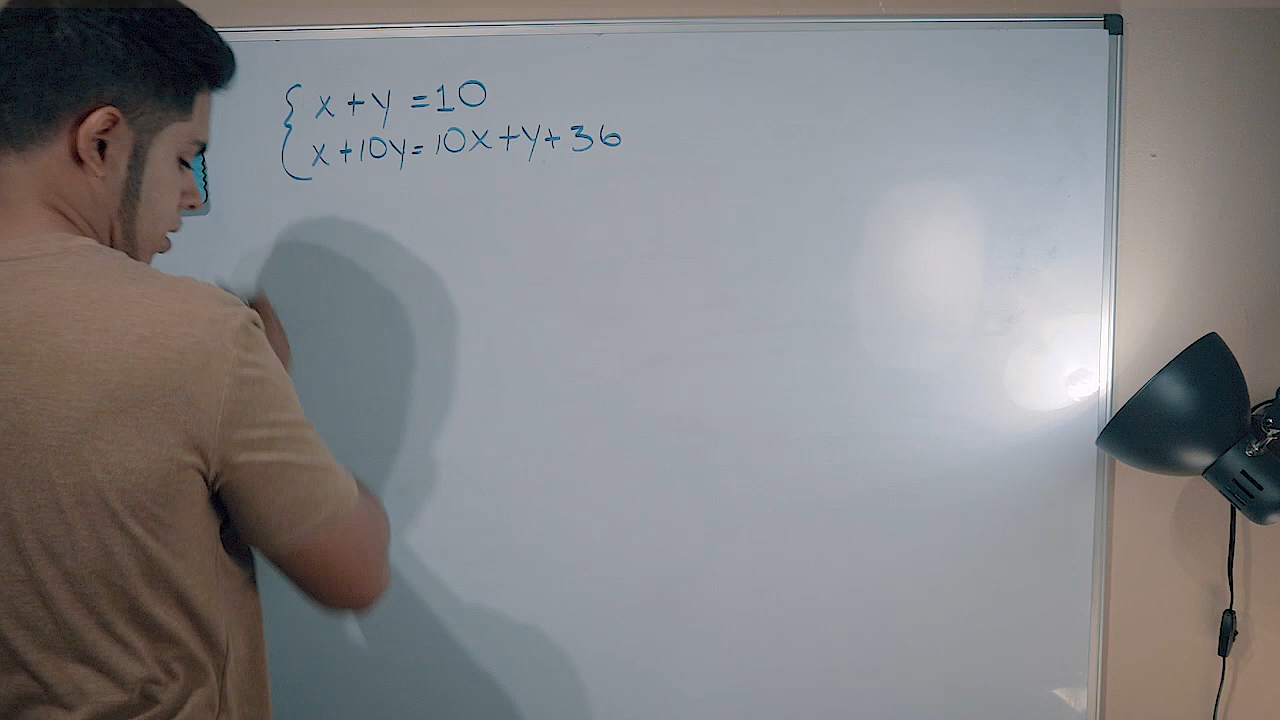 x + y = 10
x + 10y = 10x + y + 36